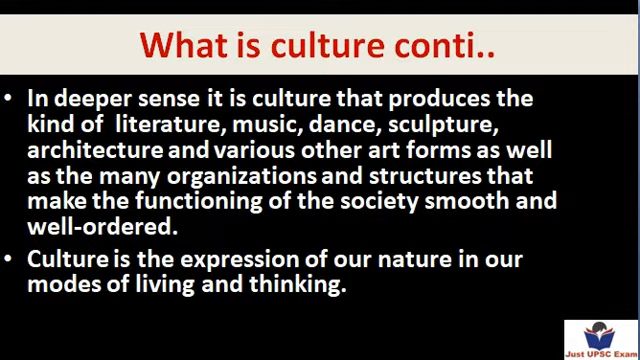 What is culture conti..
• In deeper sense it is culture that produces the
kind of literature, music, dance, sculpture,
architecture and various other art forms as well
as the many organizations and structures that
make the functioning of the society smooth and
well-ordered.
• Culture is the expression of our nature in our
modes of living and thinking.
Just UPSC Exam